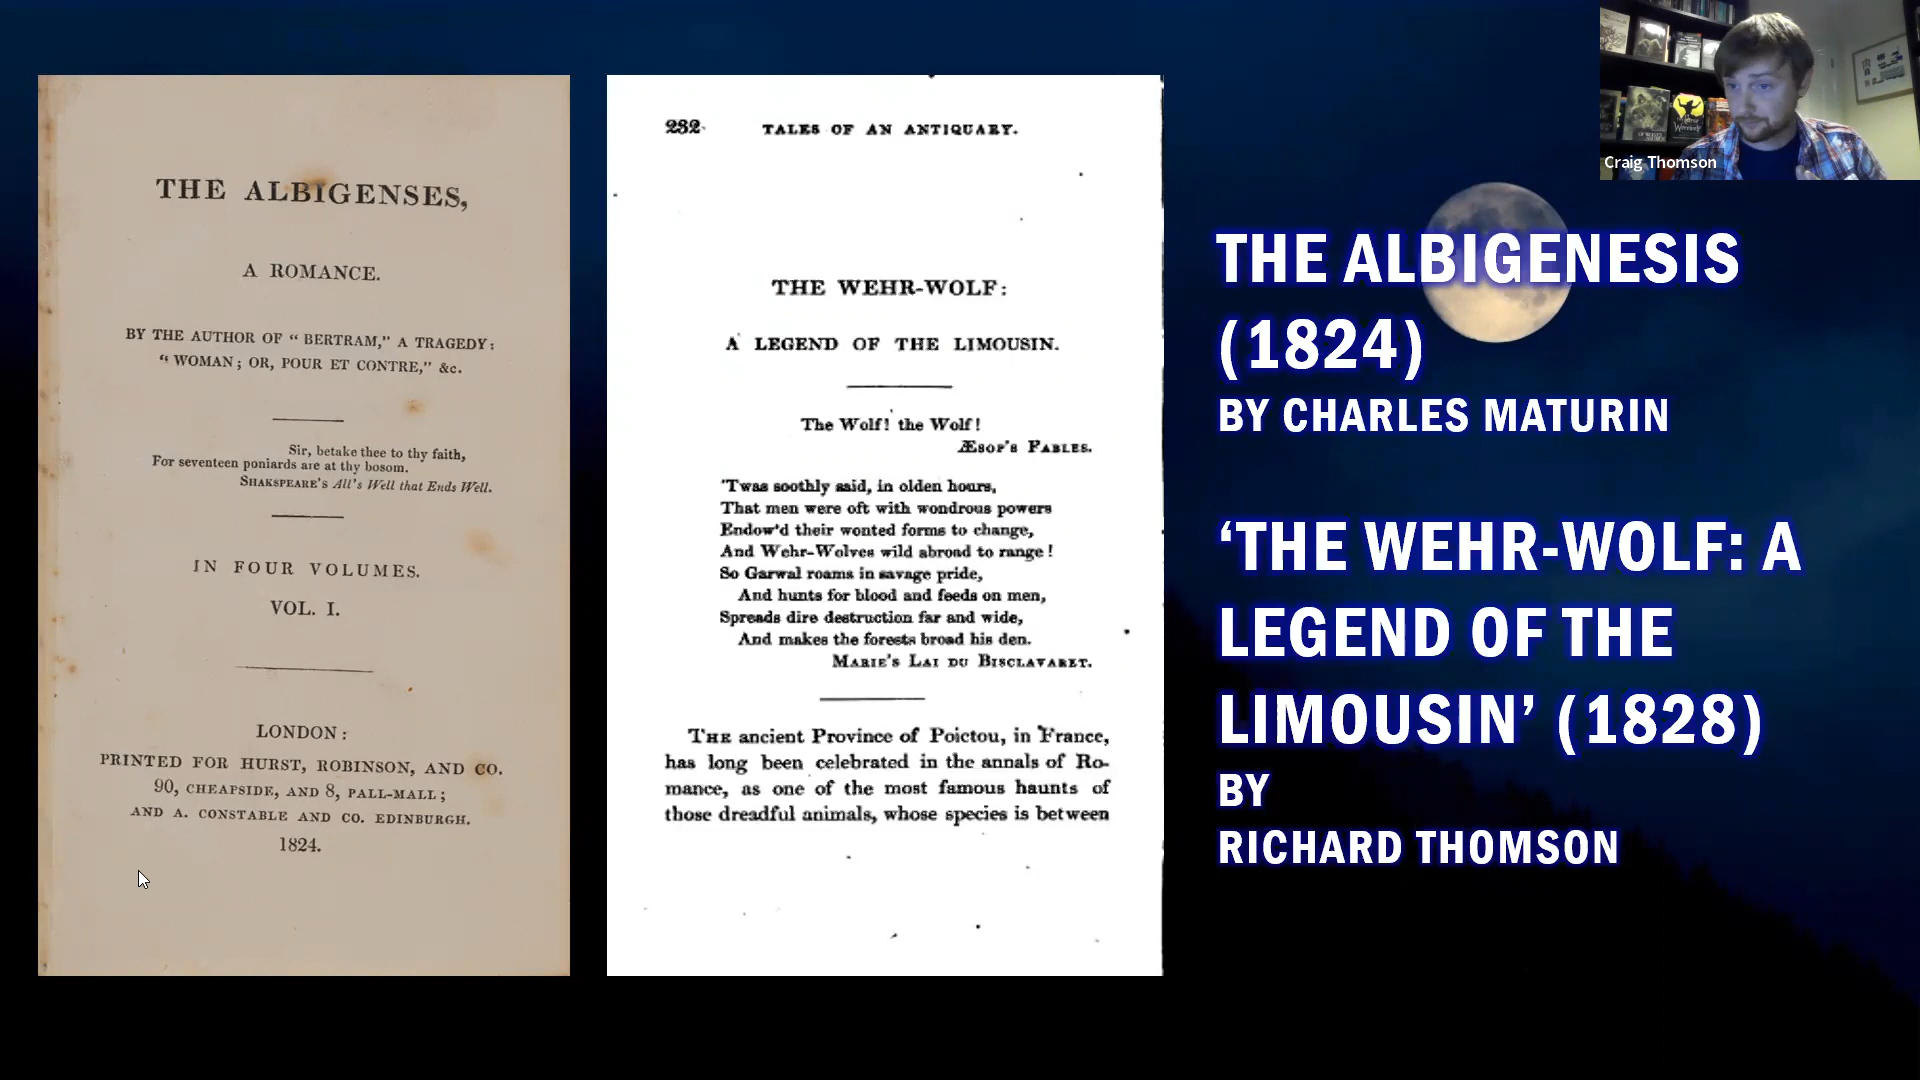 THE ALBIGENSES,
A ROMANCE.
BY THE AUTHOR OF “ BERTRAM,” A TRAGEDY:
“ WOMAN; OR, POUR ET CONTRE,” &c.
Sir, betake thee to thy faith,
For seventeen poniards are at thy bosom.
SHAKSPEARE'S All's Well that Ends Well.
IN FOUR VOLUMES.
VOL. I.
LONDON:
PRINTED FOR HURST, ROBINSON, AND CO.
90, CHEAPSIDE, AND 8, PALL-MALL;
AND A. CONSTABLE AND CO. EDINBURGH.
1824.
232 TALES OF AN ANTIQUARY.
THE WEHR-WOLF:
A LEGEND OF THE LIMOUSIN.
The Wolf! the Wolf!
ÆSOP'S FABLES.
'Twas soothly said, in olden hours,
That men were oft with wondrous powers
Endow'd their wonted forms to change,
And Wehr-Wolves wild abroad to range!
So Garwal roams in savage pride,
And hunts for blood and feeds on men,
Spreads dire destruction far and wide,
And makes the forests broad his den.
MARIE'S LAI DU BISCLAVARET.
THE ancient Province of Poictou, in France,
has long been celebrated in the annals of Ro-
mance, as one of the most famous haunts of
those dreadful animals, whose species is between
Craig Thomson
THE ALBIGENESIS
(1824)
BY CHARLES MATURIN
‘THE WEHR-WOLF: A
LEGEND OF THE
LIMOUSIN’ (1828)
BY
RICHARD THOMSON